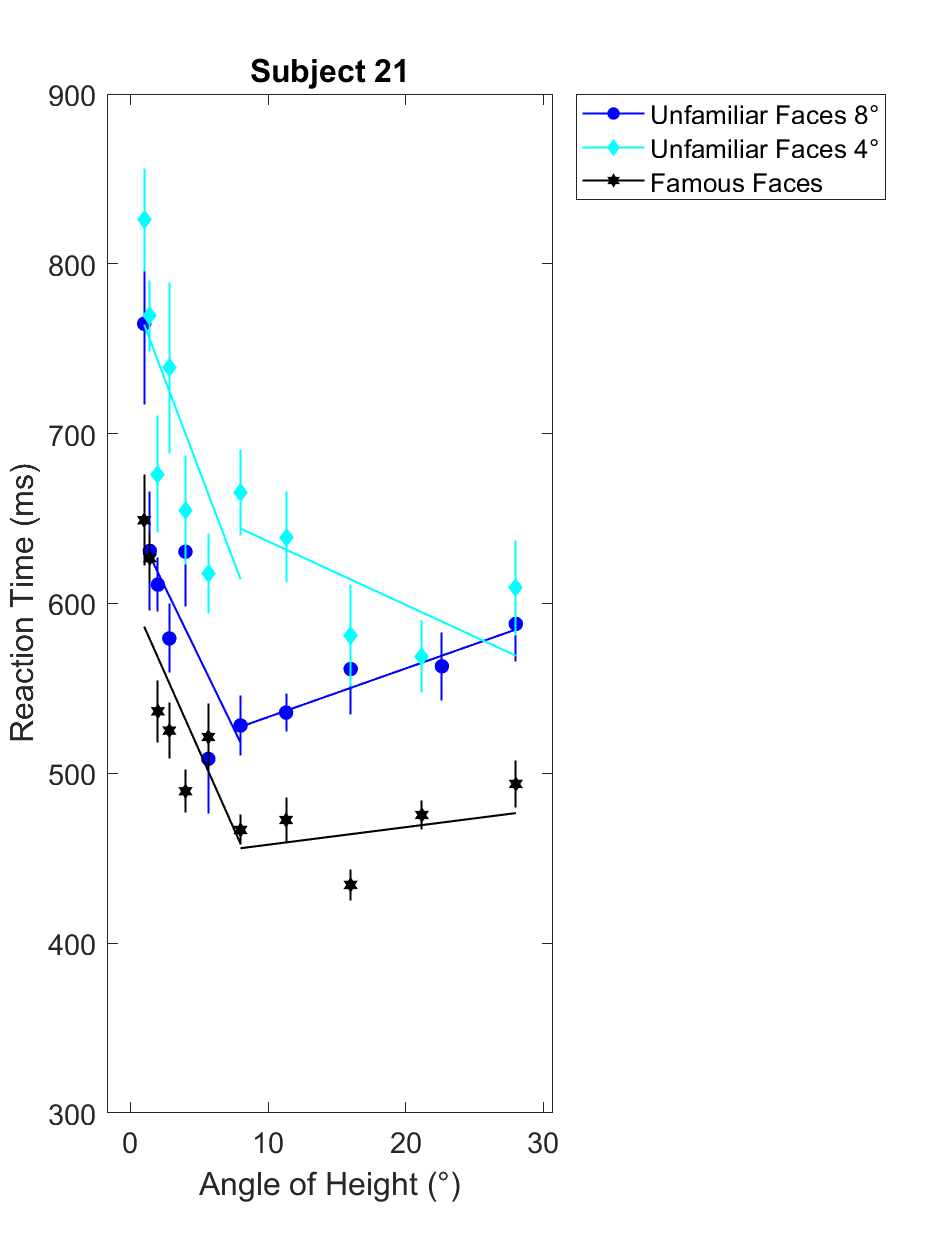 Subject 21
900
800
700
600
500
400
300
0 10 20 30
Reaction Time (ms)
Angle of Height (°)
Unfamiliar Faces 8°
Unfamiliar Faces 4°
Famous Faces